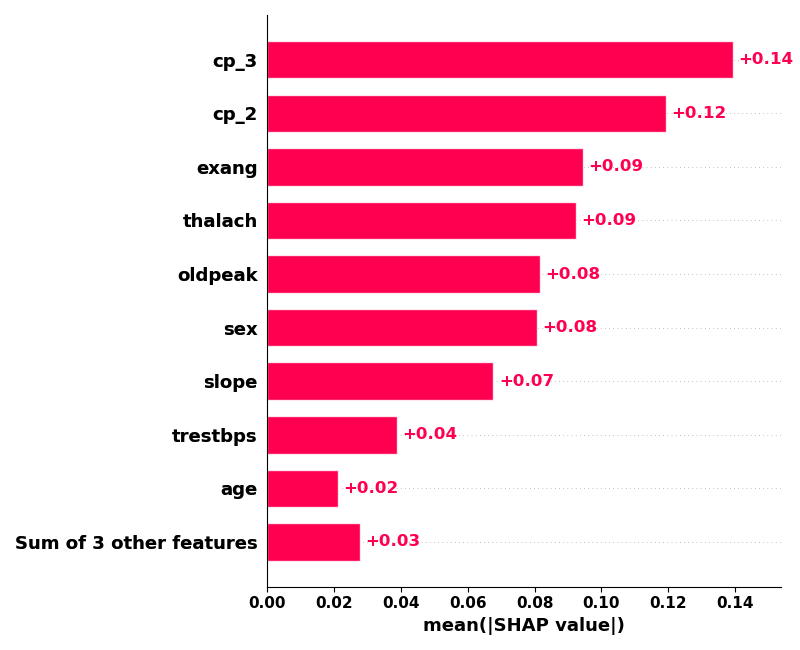 cp_3 +0.14
cp_2 +0.12
exang +0.09
thalach +0.09
oldpeak +0.08
sex +0.08
slope +0.07
trestbps +0.04
age +0.02
Sum of 3 other features +0.03
0.00 0.02 0.04 0.06 0.08 0.10 0.12 0.14
mean(|SHAP value|)